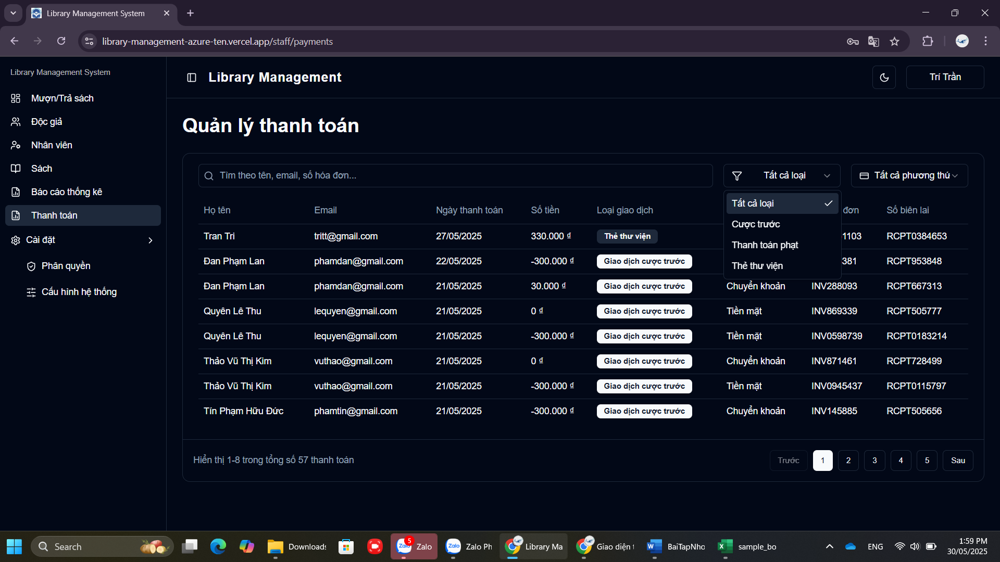 Library Management System
library-management-azure-ten.vercel.app/staff/payments
Library Management System
Mượn/Trả sách
Độc giả
Nhân viên
Sách
Báo cáo thống kê
Thanh toán
Cài đặt
Phân quyền
Cấu hình hệ thống
Library Management
Trí Trần
Quản lý thanh toán
Tìm theo tên, email, số hóa đơn...
Tất cả loại
Tất cả phương thứ
Tất cả loại
Cược trước
Thanh toán phạt
Thẻ thư viện
Họ tên Email Ngày thanh toán Số tiền Loại giao dịch đơn Số biên lai
Tran Tri tritt@gmail.com 27/05/2025 330.000 ₫ Thẻ thư viện 1103 RCPT0384653
Đan Phạm Lan phamdan@gmail.com 22/05/2025 -300.000 ₫ Giao dịch cược trước 381 RCPT953848
Đan Phạm Lan phamdan@gmail.com 21/05/2025 30.000 ₫ Giao dịch cược trước Chuyển khoản INV288093 RCPT667313
Quyên Lê Thu lequyen@gmail.com 21/05/2025 0 ₫ Giao dịch cược trước Tiền mặt INV869339 RCPT505777
Quyên Lê Thu lequyen@gmail.com 21/05/2025 -300.000 ₫ Giao dịch cược trước Tiền mặt INV0598739 RCPT0183214
Thảo Vũ Thị Kim vuthao@gmail.com 21/05/2025 0 ₫ Giao dịch cược trước Chuyển khoản INV871461 RCPT728499
Thảo Vũ Thị Kim vuthao@gmail.com 21/05/2025 -300.000 ₫ Giao dịch cược trước Tiền mặt INV0945437 RCPT0115797
Tín Phạm Hữu Đức phamtin@gmail.com 21/05/2025 -300.000 ₫ Giao dịch cược trước Chuyển khoản INV145885 RCPT505656
Hiển thị 1-8 trong tổng số 57 thanh toán
Trước 1 2 3 4 5 Sau
Search
Downloads
5
Zalo
Zalo
Zalo Ph
Library Ma
Giao diện t
BaiTapNho
sample_bo
ENG
1:59 PM
30/05/2025